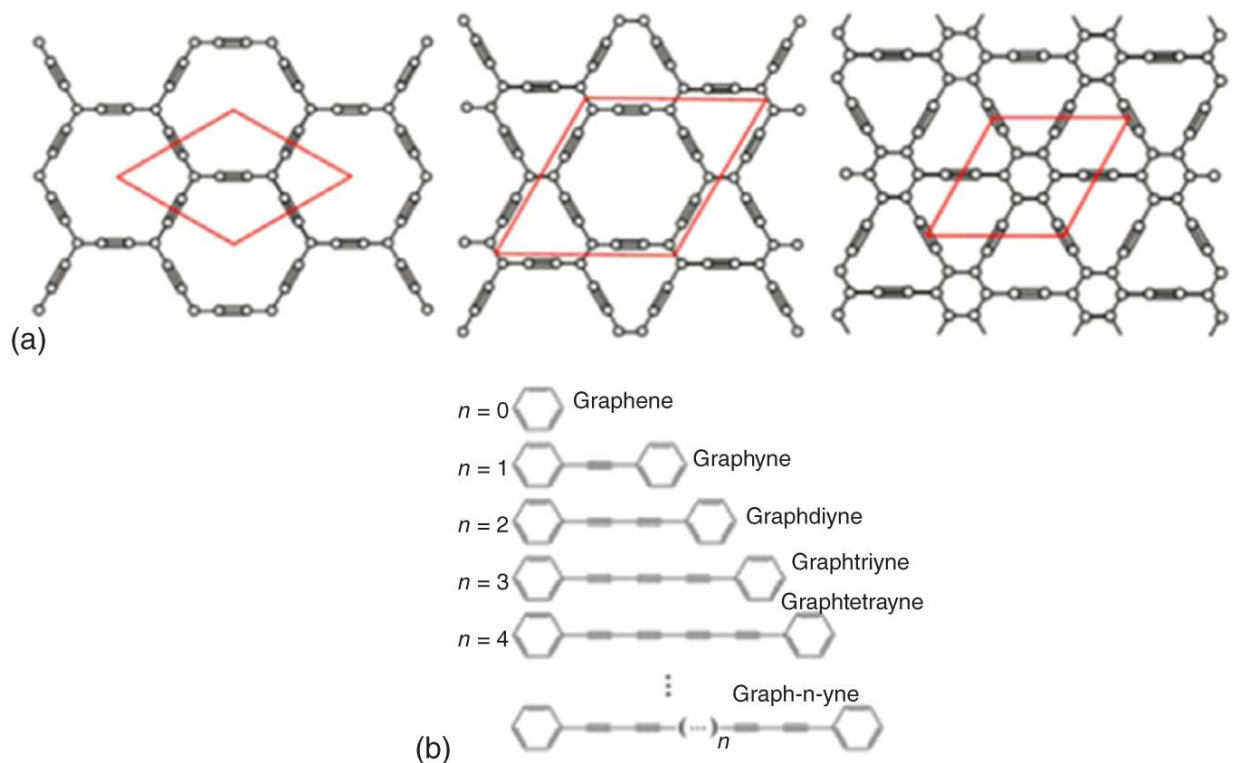 (a)
n = 0 Graphene
n = 1 Graphyne
n = 2 Graphdiyne
n = 3 Graphtriyne
Graphtetrayne
n = 4
⋮
Graph-n-yne
(···)n
(b)